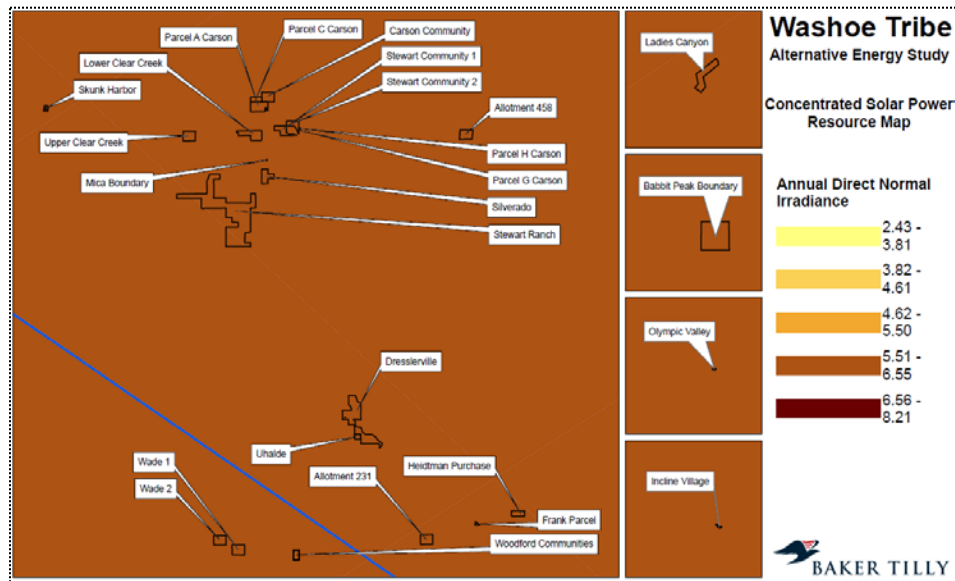 Washoe Tribe
Alternative Energy Study
Concentrated Solar Power
Resource Map
Parcel A Carson
Parcel C Carson
Carson Community
Lower Clear Creek
Stewart Community 1
Skunk Harbor
Stewart Community 2
Allotment 458
Upper Clear Creek
Parcel H Carson
Mica Boundary
Parcel G Carson
Silverado
Stewart Ranch
Dresslerville
Uhalde
Wade 1
Wade 2
Allotment 231
Heidtman Purchase
Frank Parcel
Woodford Communities
Ladies Canyon
Babbit Peak Boundary
Olympic Valley
Incline Village
Annual Direct Normal
Irradiance
2.43 -
3.81
3.82 -
4.61
4.62 -
5.50
5.51 -
6.55
6.56 -
8.21
BAKER TILLY